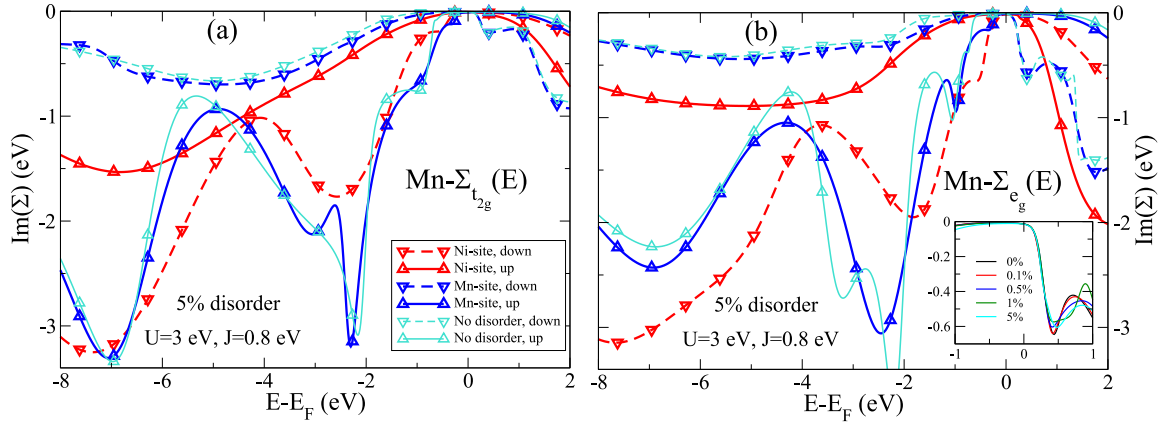 (a)
0
-1
-2
-3
Im(Σ) (eV)
Mn-Σt2g(E)
5% disorder
U=3 eV, J=0.8 eV
Ni-site, down
Ni-site, up
Mn-site, down
Mn-site, up
No disorder, down
No disorder, up
-8 -6 -4 -2 0 2
E-EF (eV)
(b)
0
-1
-2
-3
Im(Σ) (eV)
Mn-Σeg(E)
5% disorder
U=3 eV, J=0.8 eV
0
-0.2
-0.4
-0.6
0%
0.1%
0.5%
1%
5%
-1 0 1
-8 -6 -4 -2 0 2
E-EF (eV)